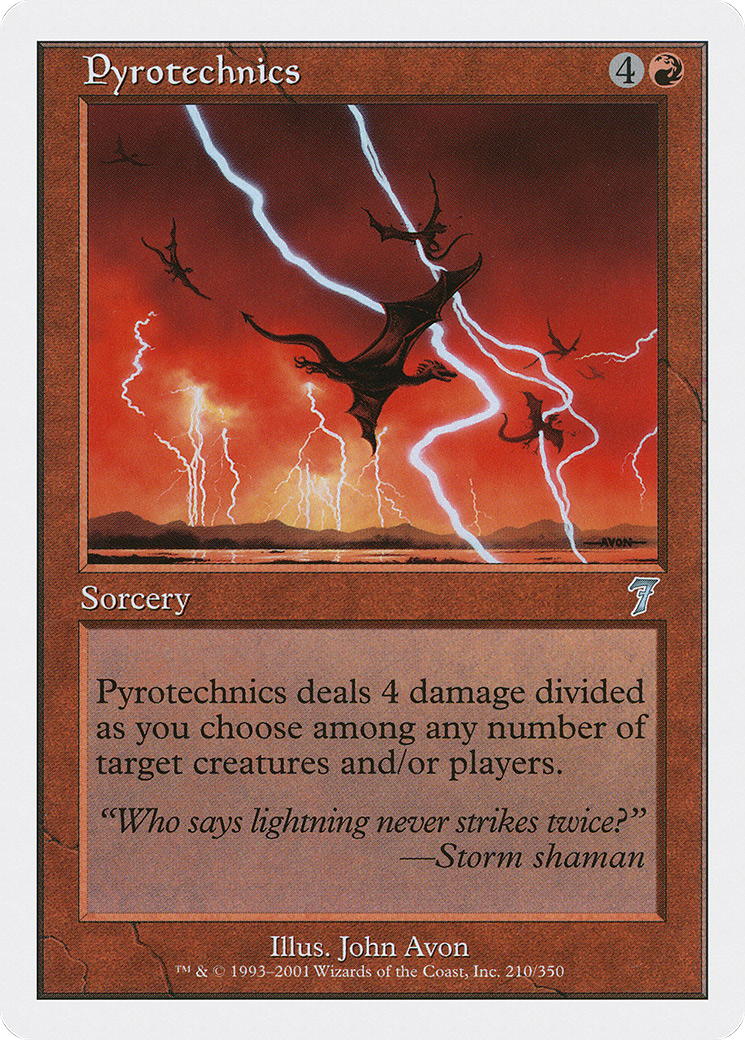 Pyrotechnics 4
AVON
Sorcery 7
Pyrotechnics deals 4 damage divided
as you choose among any number of
target creatures and/or players.
“Who says lightning never strikes twice?”
—Storm shaman
Illus. John Avon
™ & © 1993–2001 Wizards of the Coast, Inc. 210/350